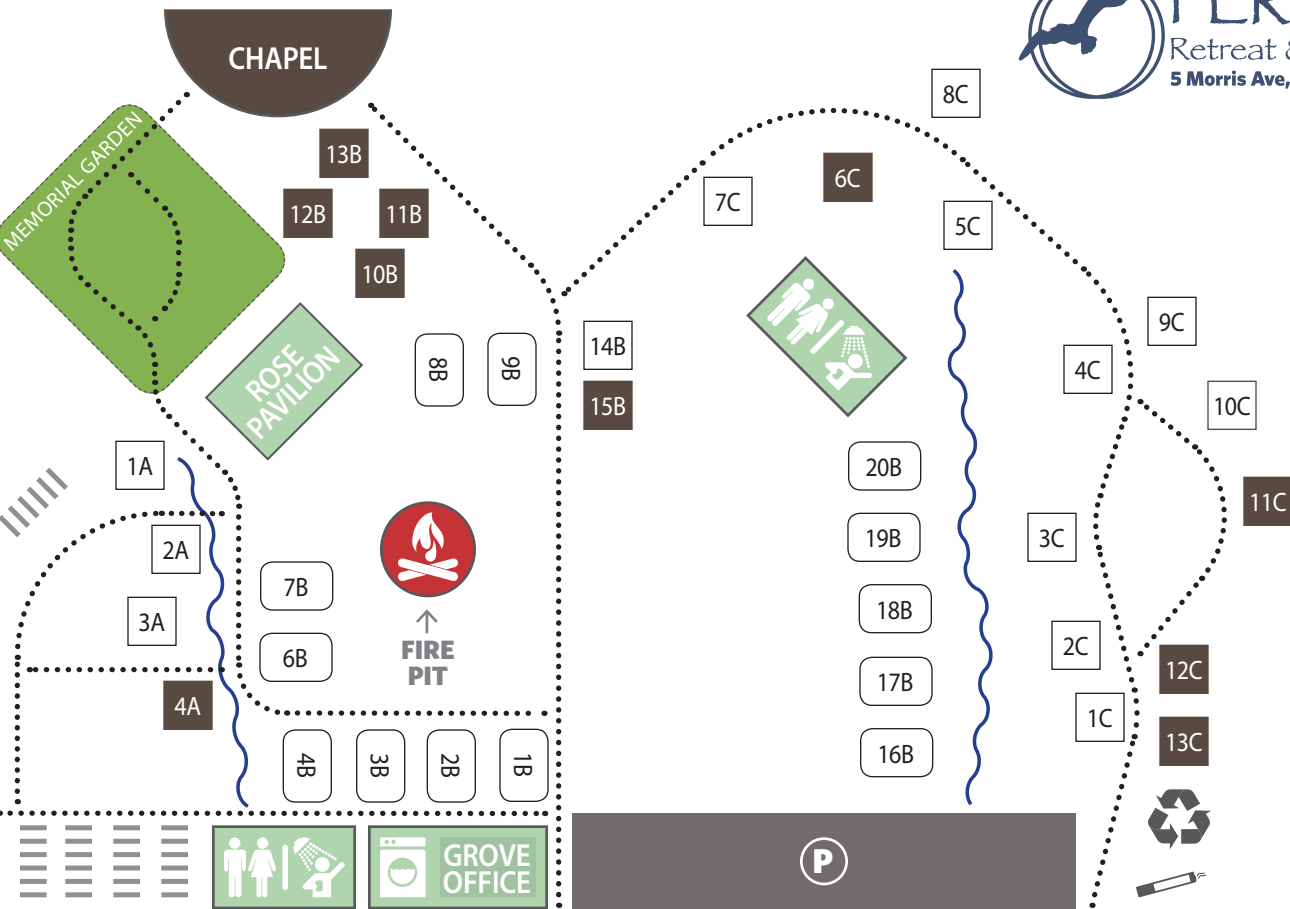 CHAPEL
Retreat &
5 Morris Ave,
8C
MEMORIAL GARDEN
13B
6C
7C
12B
11B
5C
10B
9C
14B
8B
9B
4C
ROSE
PAVILION
15B
10C
1A
20B
11C
2A
19B
3C
7B
3A
18B
FIRE
PIT
6B
2C
12C
17B
4A
1C
13C
4B
3B
2B
1B
16B
GROVE
OFFICE
P